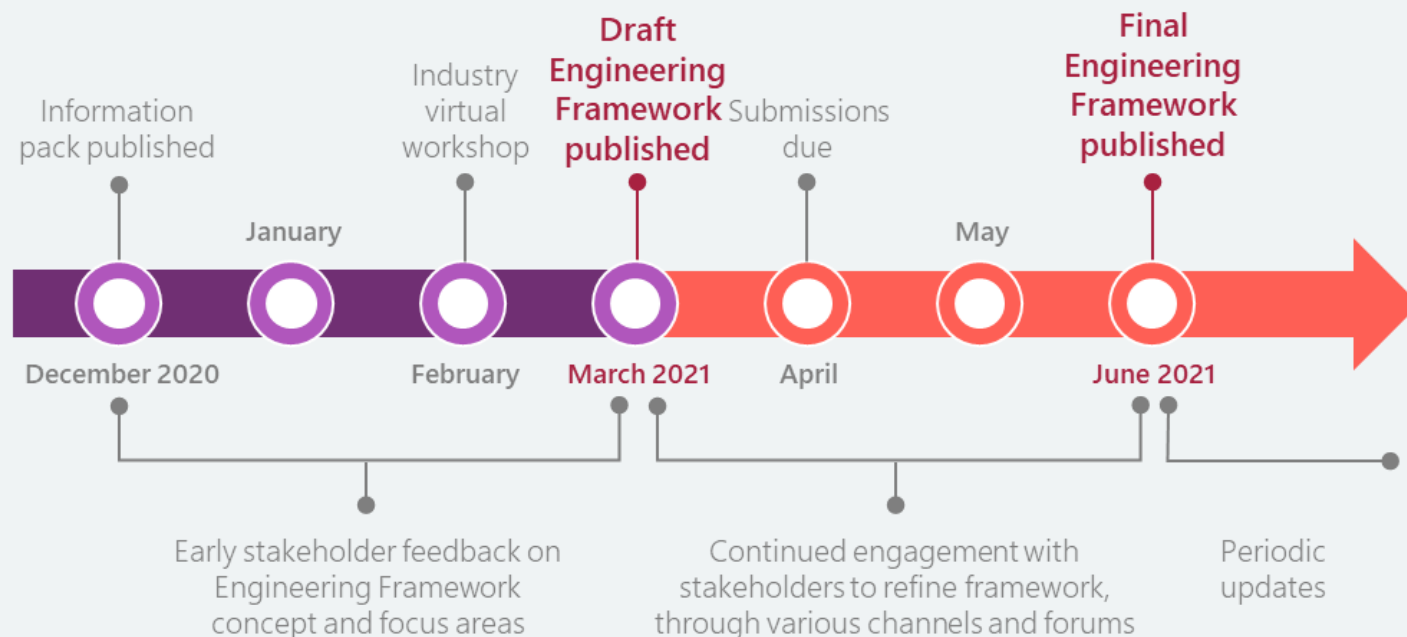 Information
pack published
January
Industry
virtual
workshop
Draft
Engineering
Framework
published
Submissions
due
May
Final
Engineering
Framework
published
December 2020
February
March 2021
April
June 2021
Early stakeholder feedback on
Engineering Framework
concept and focus areas
Continued engagement with
stakeholders to refine framework,
through various channels and forums
Periodic
updates